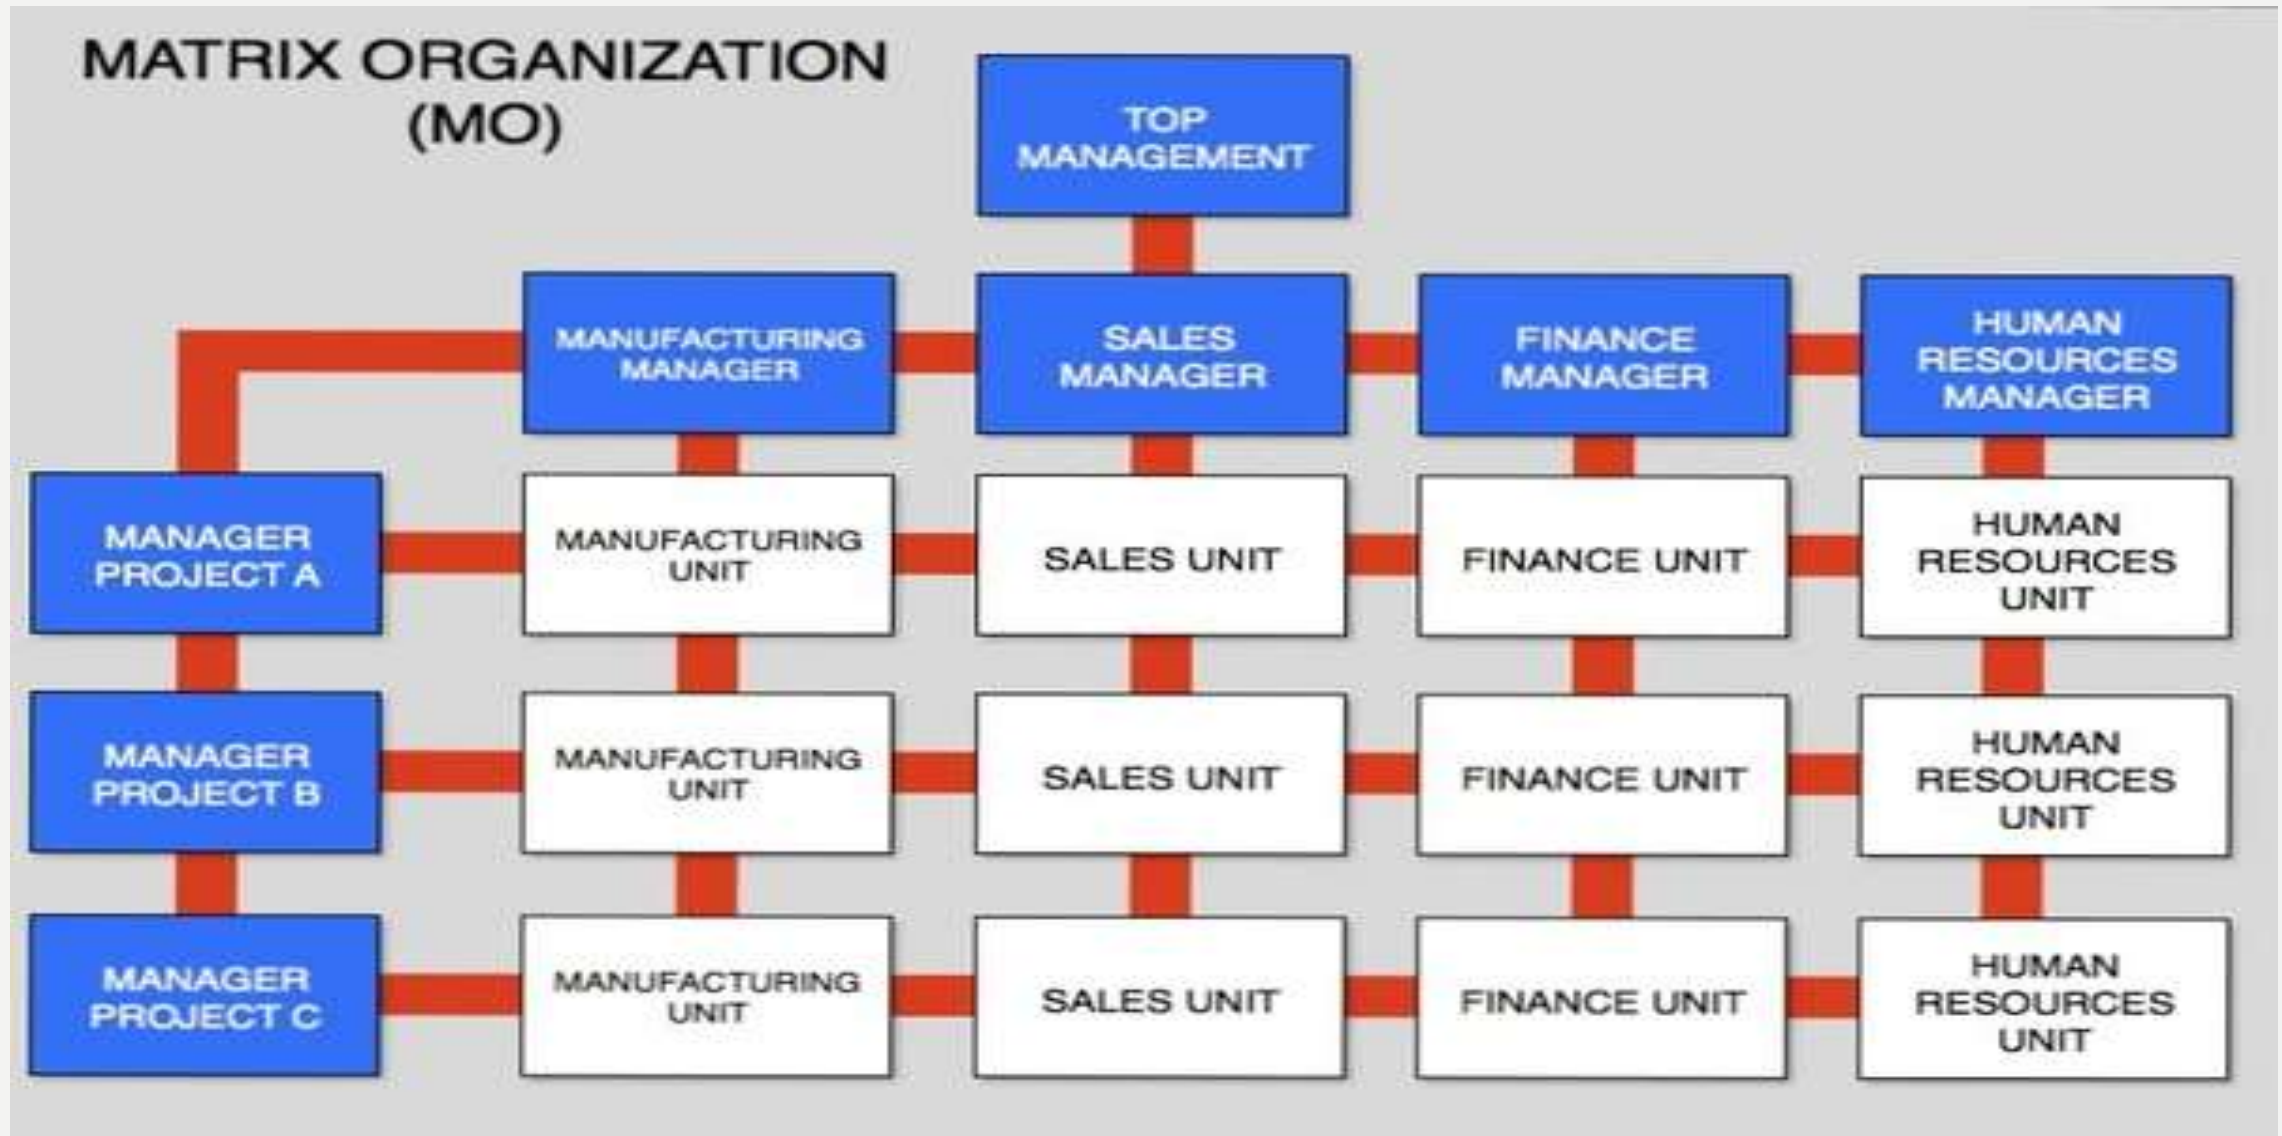 MATRIX ORGANIZATION
(MO)
TOP
MANAGEMENT
MANUFACTURING
MANAGER
SALES
MANAGER
FINANCE
MANAGER
HUMAN
RESOURCES
MANAGER
MANAGER
PROJECT A
MANUFACTURING
UNIT
SALES UNIT
FINANCE UNIT
HUMAN
RESOURCES
UNIT
MANAGER
PROJECT B
MANUFACTURING
UNIT
SALES UNIT
FINANCE UNIT
HUMAN
RESOURCES
UNIT
MANAGER
PROJECT C
MANUFACTURING
UNIT
SALES UNIT
FINANCE UNIT
HUMAN
RESOURCES
UNIT